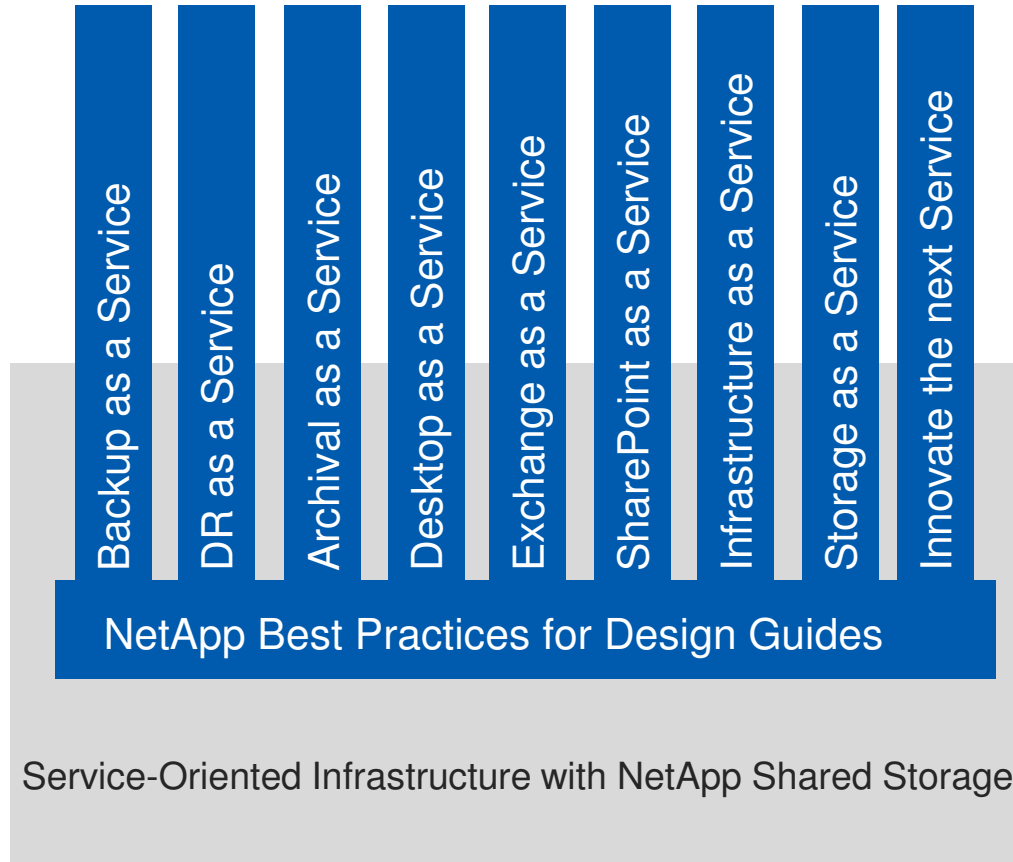 Backup as a Service
DR as a Service
Archival as a Service
Desktop as a Service
Exchange as a Service
SharePoint as a Service
Infrastructure as a Service
Storage as a Service
Innovate the next Service
NetApp Best Practices for Design Guides
Service-Oriented Infrastructure with NetApp Shared Storage